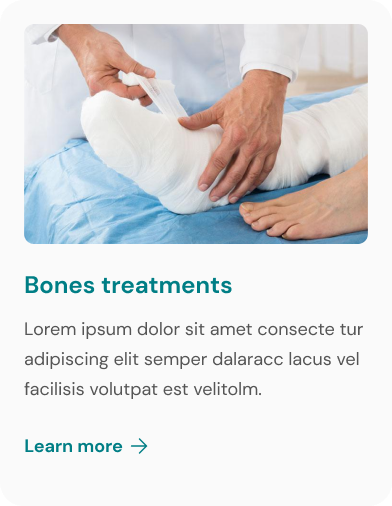 Bones treatments
Lorem ipsum dolor sit amet consecte tur
adipiscing elit semper dalaracc lacus vel
facilisis volutpat est velitolm.
Learn more →